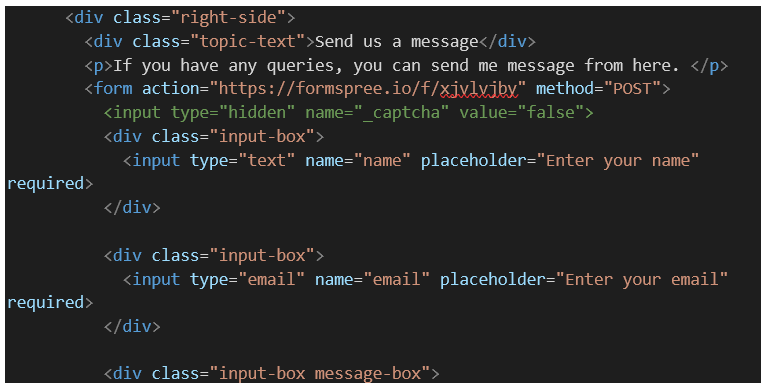 <div class="right-side">
<div class="topic-text">Send us a message</div>
<p>If you have any queries, you can send me message from here. </p>
<form action="https://formspree.io/f/xjvlvjby" method="POST">
<input type="hidden" name="_captcha" value="false">
<div class="input-box">
<input type="text" name="name" placeholder="Enter your name"
required>
</div>
<div class="input-box">
<input type="email" name="email" placeholder="Enter your email"
required>
</div>
<div class="input-box message-box">